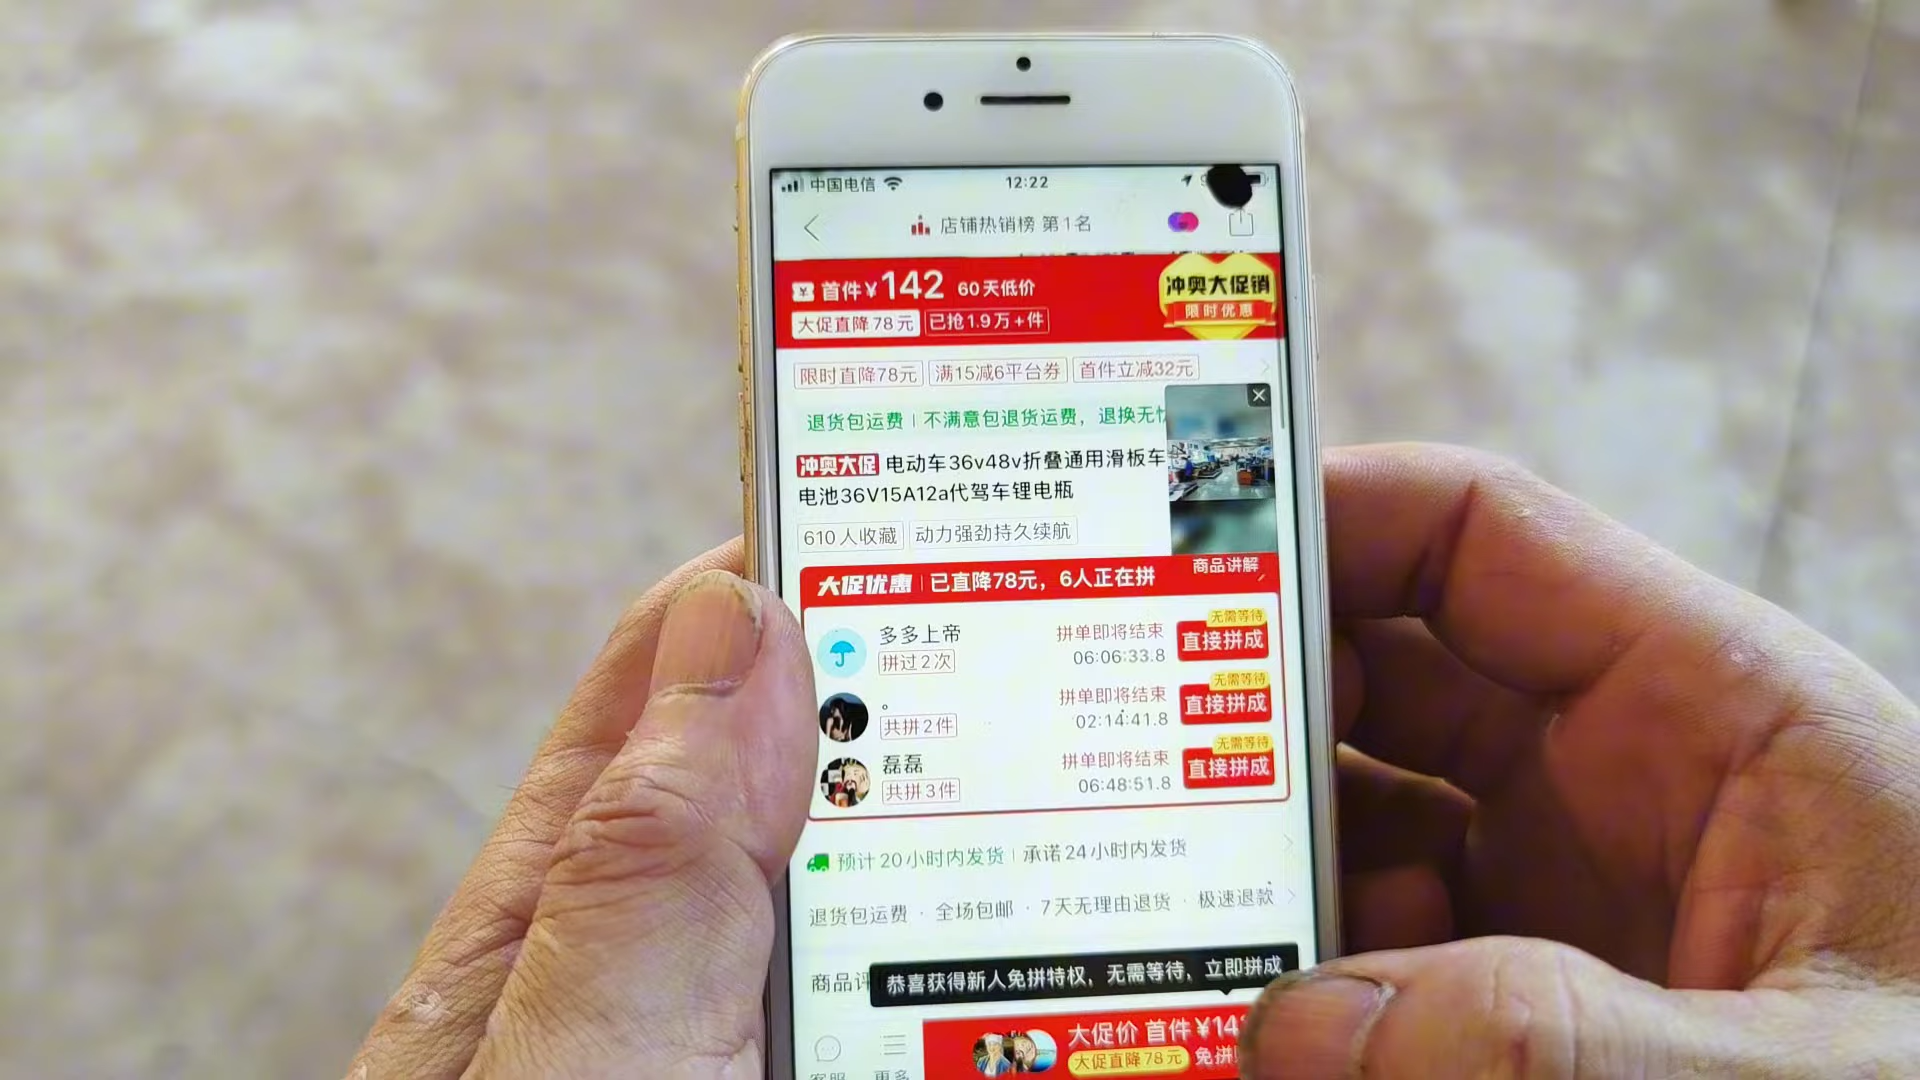 中国电信
12:22
店铺热销榜 第1名
首件¥142 60天低价
冲奥大促销
限时优惠
大促直降78元 已抢1.9万+件
限时直降78元 满15减6平台券 首件立减32元
退货包运费 | 不满意包退货运费，退换无忧
冲奥大促 电动车36v48v折叠通用滑板车
电池36V15A12a代驾车锂电瓶
610人收藏 动力强劲持久续航
商品讲解
大促优惠 | 已直降78元，6人正在拼
多多上帝
拼过2次
拼单即将结束
06:06:33.8
无需等待
直接拼成
。
共拼2件
拼单即将结束
02:14:41.8
无需等待
直接拼成
磊磊
共拼3件
拼单即将结束
06:48:51.8
无需等待
直接拼成
预计20小时内发货 | 承诺24小时内发货
退货包运费 · 全场包邮 · 7天无理由退货 · 极速退款
商品评
恭喜获得新人免拼特权，无需等待，立即拼成
客服 更多
大促价 首件¥14
大促直降78元 免拼